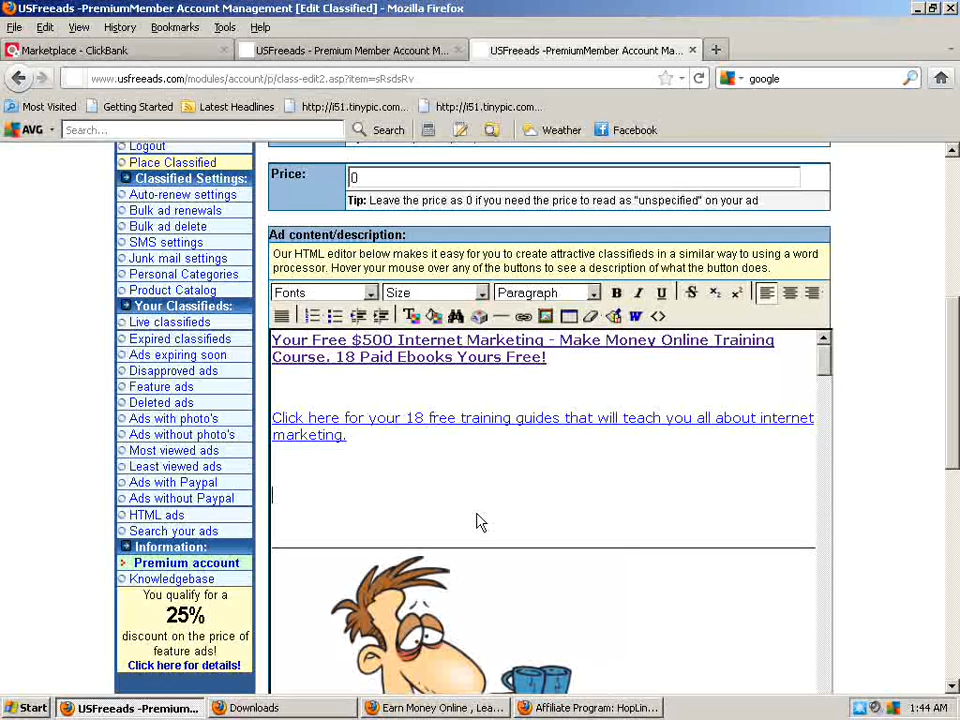 USFreeads -PremiumMember Account Management [Edit Classified] - Mozilla Firefox
File Edit View History Bookmarks Tools Help
Marketplace - ClickBank
USFreeads - Premium Member Account M...
USFreeads -PremiumMember Account Ma...
www.usfreeads.com/modules/account/p/class-edit2.asp?item=sRsdsRv
google
Most Visited Getting Started Latest Headlines http://i51.tinypic.com... http://i51.tinypic.com...
AVG Search... Search Weather Facebook
Logout
Place Classified
Classified Settings:
Auto-renew settings
Bulk ad renewals
Bulk ad delete
SMS settings
Junk mail settings
Personal Categories
Product Catalog
Your Classifieds:
Live classifieds
Expired classifieds
Ads expiring soon
Disapproved ads
Feature ads
Deleted ads
Ads with photo's
Ads without photo's
Most viewed ads
Least viewed ads
Ads with Paypal
Ads without Paypal
HTML ads
Search your ads
Information:
Premium account
Knowledgebase
You qualify for a
25%
discount on the price of
feature ads!
Click here for details!
Price: 0
Tip: Leave the price as 0 if you need the price to read as "unspecified" on your ad
Ad content/description:
Our HTML editor below makes it easy for you to create attractive classifieds in a similar way to using a word
processor. Hover your mouse over any of the buttons to see a description of what the button does.
Fonts Size Paragraph B I U S x2 x2
W <>
Your Free $500 Internet Marketing - Make Money Online Training
Course. 18 Paid Ebooks Yours Free!
Click here for your 18 free training guides that will teach you all about internet
marketing.
Start USFreeads -Premium... Downloads Earn Money Online , Lea... Affiliate Program: HopLin... 1:44 AM